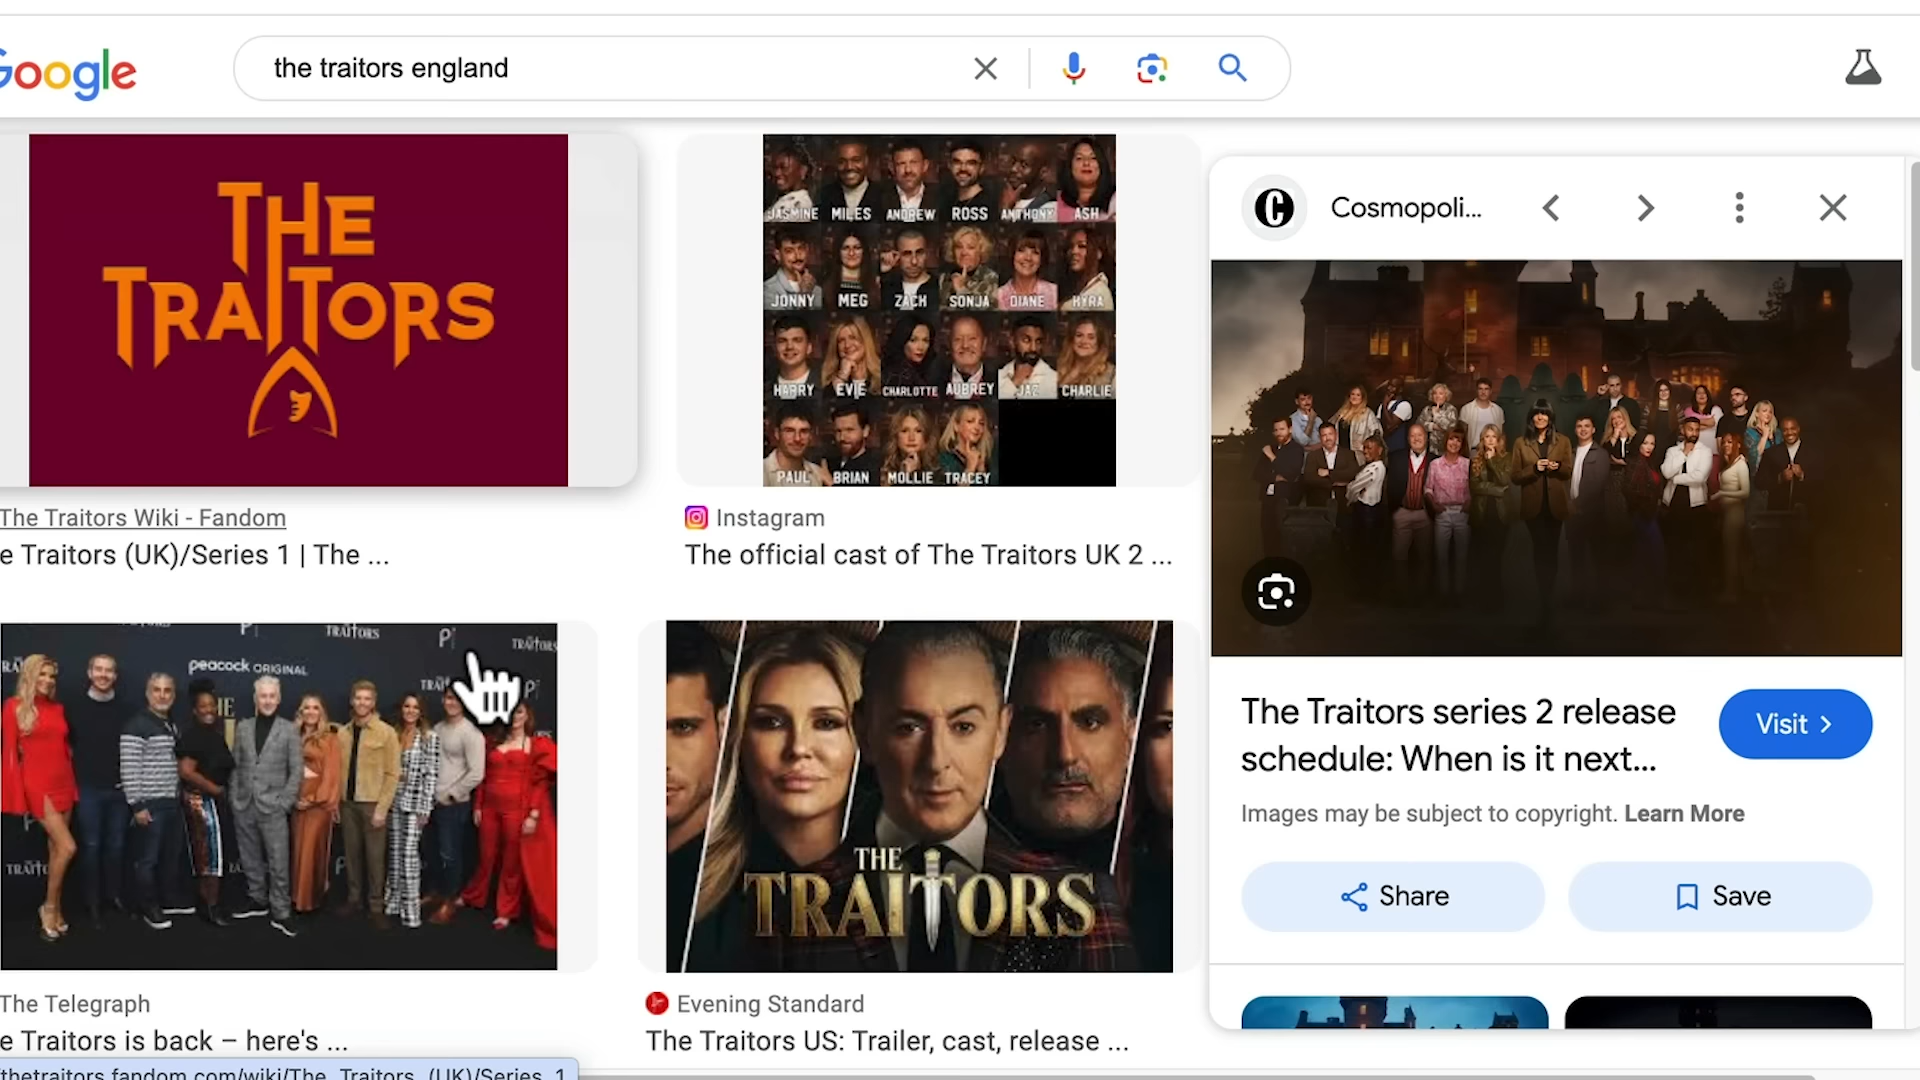 Google
the traitors england
THE
TRAITORS
The Traitors Wiki - Fandom
e Traitors (UK)/Series 1 | The ...
JASMINE MILES ANDREW ROSS ANTHONY ASH
JONNY MEG ZACH SONJA DIANE KYRA
HARRY EVIE CHARLOTTE AUBREY JAZ CHARLIE
PAUL BRIAN MOLLIE TRACEY
Instagram
The official cast of The Traitors UK 2 ...
peacock ORIGINAL
TRAITORS
The Telegraph
e Traitors is back – here's ...
THE
TRAITORS
Evening Standard
The Traitors US: Trailer, cast, release ...
Cosmopoli...
The Traitors series 2 release
schedule: When is it next...
Visit
Images may be subject to copyright. Learn More
Share
Save
thetraitors.fandom.com/wiki/The_Traitors_(UK)/Series_1